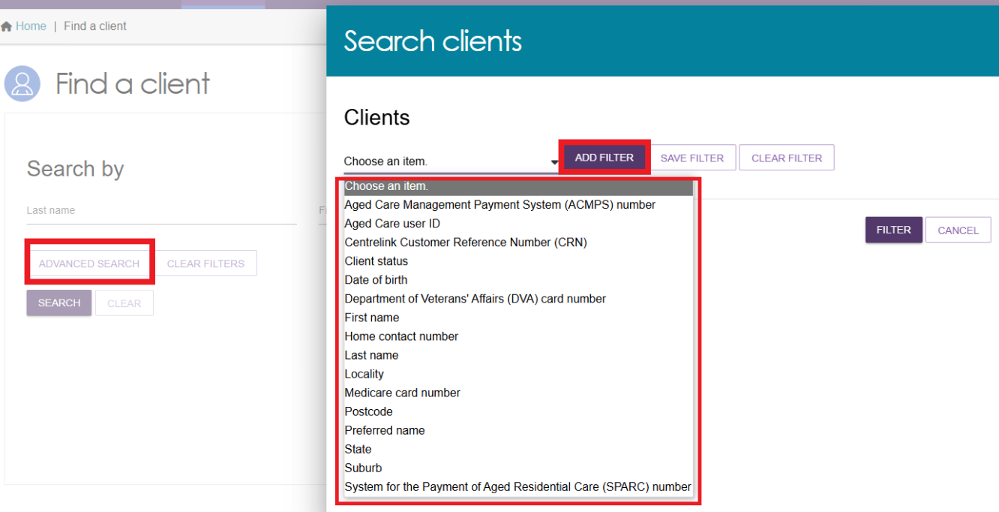 Home | Find a client
Find a client
Search by
Last name
ADVANCED SEARCH
CLEAR FILTERS
SEARCH
CLEAR
Search clients
Clients
Choose an item.
ADD FILTER
SAVE FILTER
CLEAR FILTER
Choose an item.
Aged Care Management Payment System (ACMPS) number
Aged Care user ID
Centrelink Customer Reference Number (CRN)
Client status
Date of birth
Department of Veterans' Affairs (DVA) card number
First name
Home contact number
Last name
Locality
Medicare card number
Postcode
Preferred name
State
Suburb
System for the Payment of Aged Residential Care (SPARC) number
FILTER
CANCEL